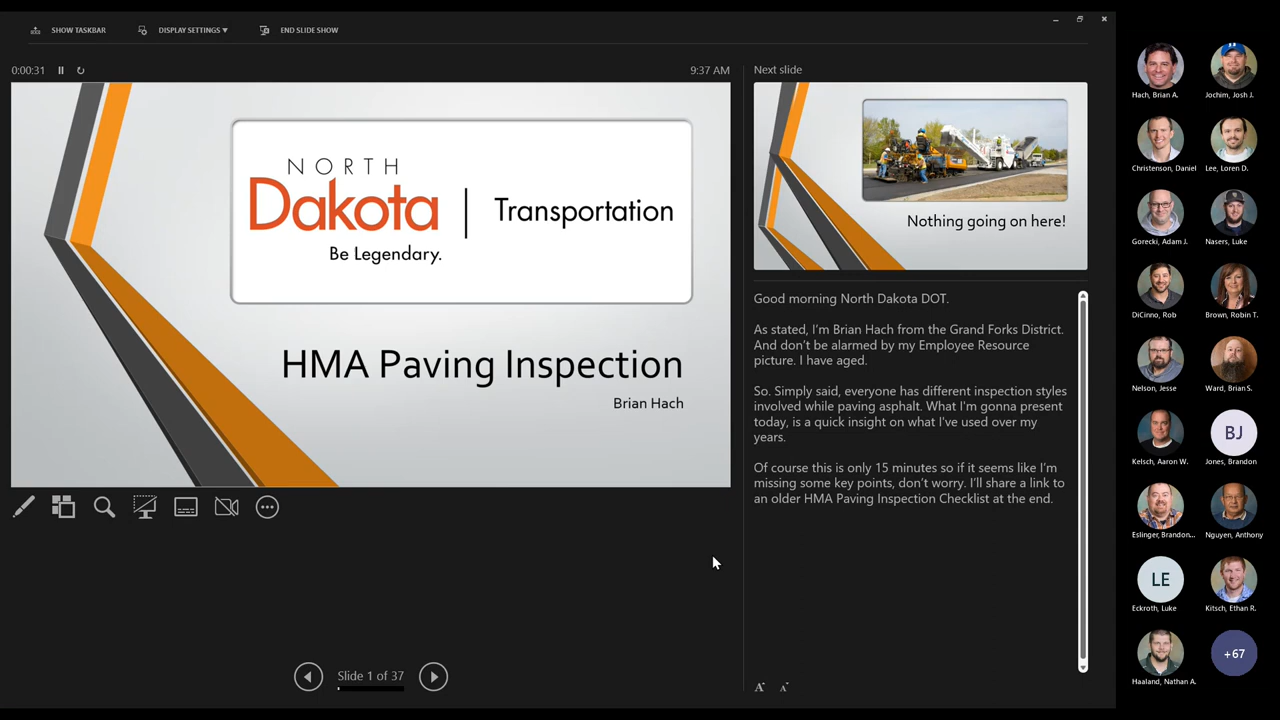 SHOW TASKBAR
DISPLAY SETTINGS ▼
END SLIDE SHOW
0:00:31
9:37 AM
NORTH
Dakota
Be Legendary.
Transportation
HMA Paving Inspection
Brian Hach
Slide 1 of 37
Next slide
Nothing going on here!
Good morning North Dakota DOT.
As stated, I'm Brian Hach from the Grand Forks District.
And don't be alarmed by my Employee Resource
picture. I have aged.
So. Simply said, everyone has different inspection styles
involved while paving asphalt. What I'm gonna present
today, is a quick insight on what I've used over my
years.
Of course this is only 15 minutes so if it seems like I'm
missing some key points, don't worry. I'll share a link to
an older HMA Paving Inspection Checklist at the end.
A A
Hach, Brian A.
Jochim, Josh J.
Christenson, Daniel
Lee, Loren D.
Gorecki, Adam J.
Nasers, Luke
DiCinno, Rob
Brown, Robin T.
Nelson, Jesse
Ward, Brian S.
BJ
Kelsch, Aaron W.
Jones, Brandon
Eslinger, Brandon...
Nguyen, Anthony
LE
Eckroth, Luke
Kitsch, Ethan R.
+67
Haaland, Nathan A.